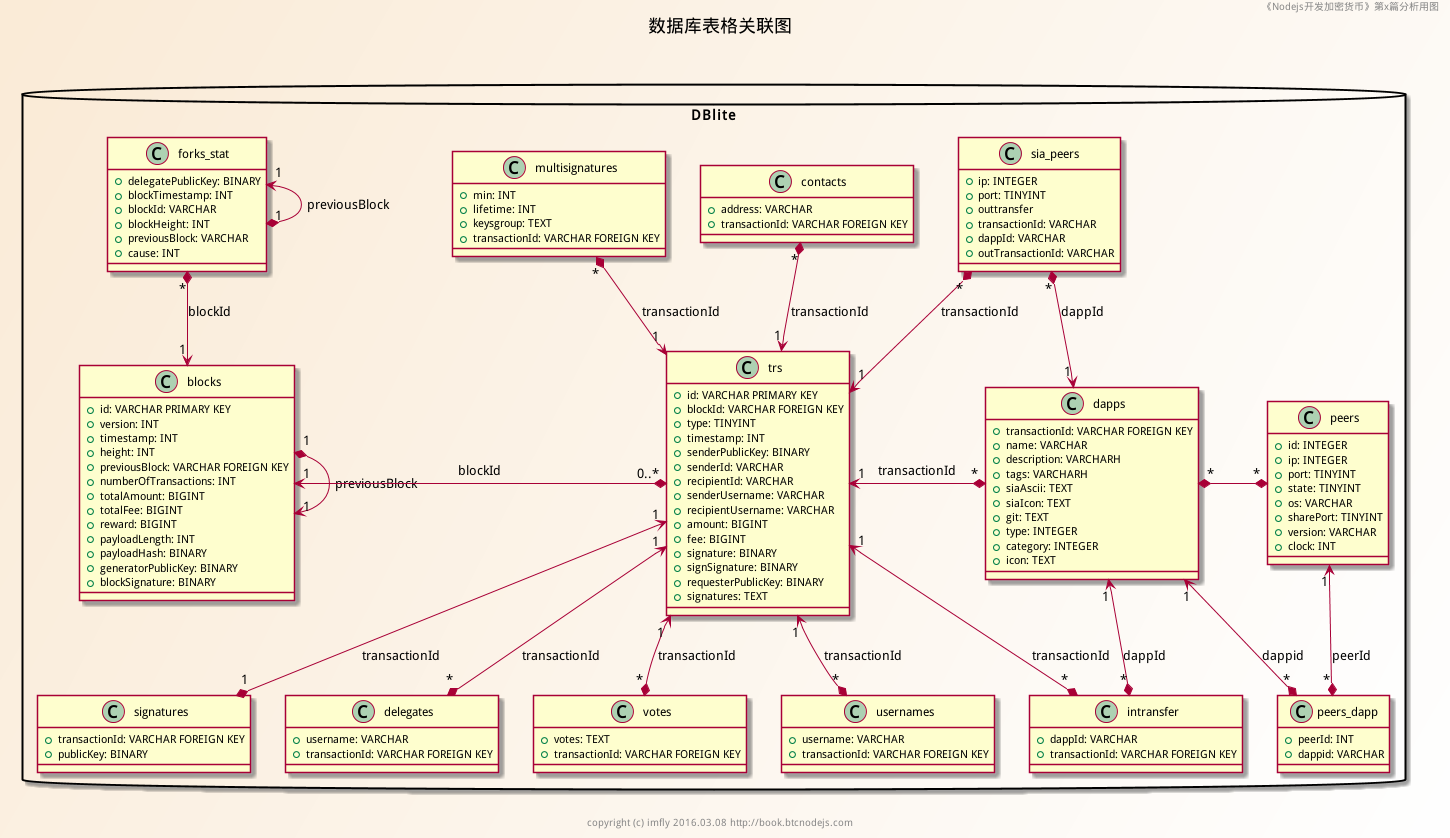 《Nodejs开发加密货币》第x篇分析用图
数据库表格关联图
DBlite
C forks_stat
delegatePublicKey: BINARY
blockTimestamp: INT
blockId: VARCHAR
blockHeight: INT
previousBlock: VARCHAR
cause: INT
1
1
previousBlock
C multisignatures
min: INT
lifetime: INT
keysgroup: TEXT
transactionId: VARCHAR FOREIGN KEY
C contacts
address: VARCHAR
transactionId: VARCHAR FOREIGN KEY
C sia_peers
ip: INTEGER
port: TINYINT
outtransfer
transactionId: VARCHAR
dappId: VARCHAR
outTransactionId: VARCHAR
*
blockId
1
*
transactionId
1
*
transactionId
1
*
transactionId
1
*
dappId
1
C blocks
id: VARCHAR PRIMARY KEY
version: INT
timestamp: INT
height: INT
previousBlock: VARCHAR FOREIGN KEY
numberOfTransactions: INT
totalAmount: BIGINT
totalFee: BIGINT
reward: BIGINT
payloadLength: INT
payloadHash: BINARY
generatorPublicKey: BINARY
blockSignature: BINARY
1
previousBlock
1
1
blockId
0..*
C trs
id: VARCHAR PRIMARY KEY
blockId: VARCHAR FOREIGN KEY
type: TINYINT
timestamp: INT
senderPublicKey: BINARY
senderId: VARCHAR
recipientId: VARCHAR
senderUsername: VARCHAR
recipientUsername: VARCHAR
amount: BIGINT
fee: BIGINT
signature: BINARY
signSignature: BINARY
requesterPublicKey: BINARY
signatures: TEXT
1
transactionId
*
C dapps
transactionId: VARCHAR FOREIGN KEY
name: VARCHAR
description: VARCHARH
tags: VARCHARH
siaAscii: TEXT
siaIcon: TEXT
git: TEXT
type: INTEGER
category: INTEGER
icon: TEXT
*
*
C peers
id: INTEGER
ip: INTEGER
port: TINYINT
state: TINYINT
os: VARCHAR
sharePort: TINYINT
version: VARCHAR
clock: INT
1
transactionId
1
1
transactionId
*
1
transactionId
*
1
transactionId
*
1
transactionId
*
1
dappId
*
1
dappid
*
1
peerId
*
C signatures
transactionId: VARCHAR FOREIGN KEY
publicKey: BINARY
C delegates
username: VARCHAR
transactionId: VARCHAR FOREIGN KEY
C votes
votes: TEXT
transactionId: VARCHAR FOREIGN KEY
C usernames
username: VARCHAR
transactionId: VARCHAR FOREIGN KEY
C intransfer
dappId: VARCHAR
transactionId: VARCHAR FOREIGN KEY
C peers_dapp
peerId: INT
dappid: VARCHAR
copyright (c) imfly 2016.03.08 http://book.btcnodejs.com